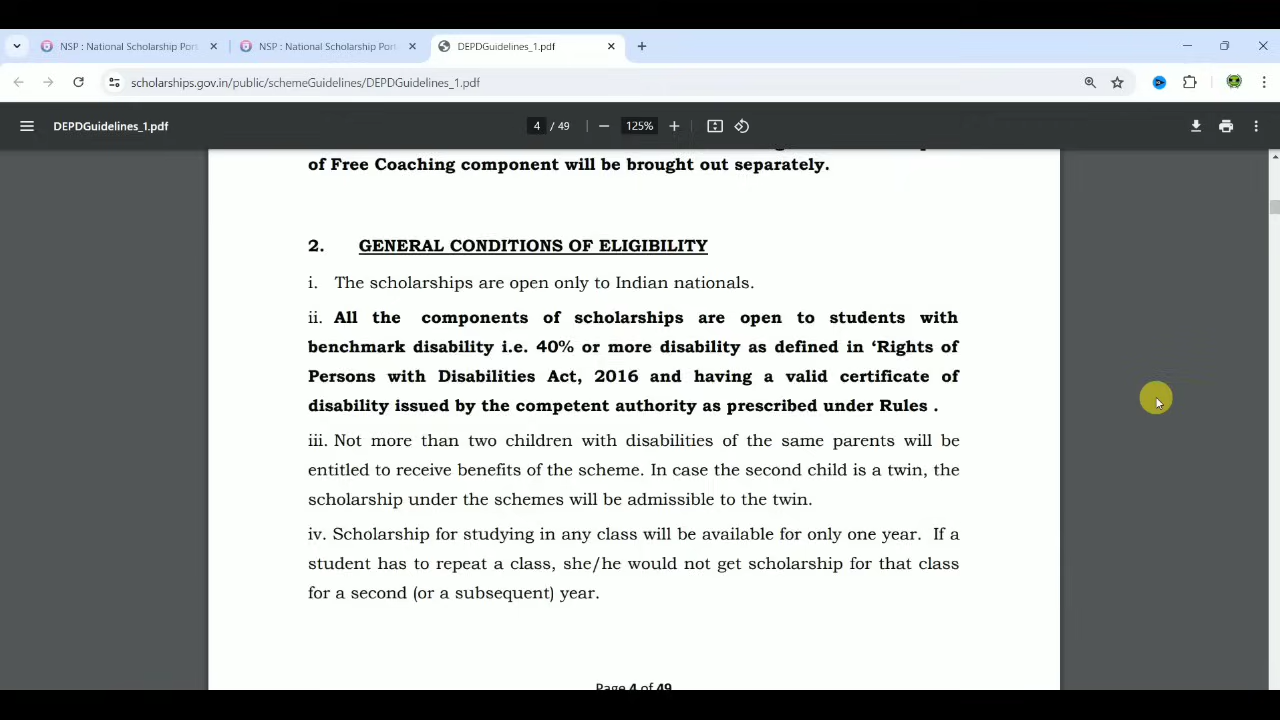 NSP : National Scholarship Port
NSP : National Scholarship Port
DEPDGuidelines_1.pdf
scholarships.gov.in/public/schemeGuidelines/DEPDGuidelines_1.pdf
DEPDGuidelines_1.pdf
4 / 49
125%
of Free Coaching component will be brought out separately.
2. GENERAL CONDITIONS OF ELIGIBILITY
i. The scholarships are open only to Indian nationals.
ii. All the components of scholarships are open to students with
benchmark disability i.e. 40% or more disability as defined in ‘Rights of
Persons with Disabilities Act, 2016 and having a valid certificate of
disability issued by the competent authority as prescribed under Rules .
iii. Not more than two children with disabilities of the same parents will be
entitled to receive benefits of the scheme. In case the second child is a twin, the
scholarship under the schemes will be admissible to the twin.
iv. Scholarship for studying in any class will be available for only one year. If a
student has to repeat a class, she/he would not get scholarship for that class
for a second (or a subsequent) year.
Page 4 of 49